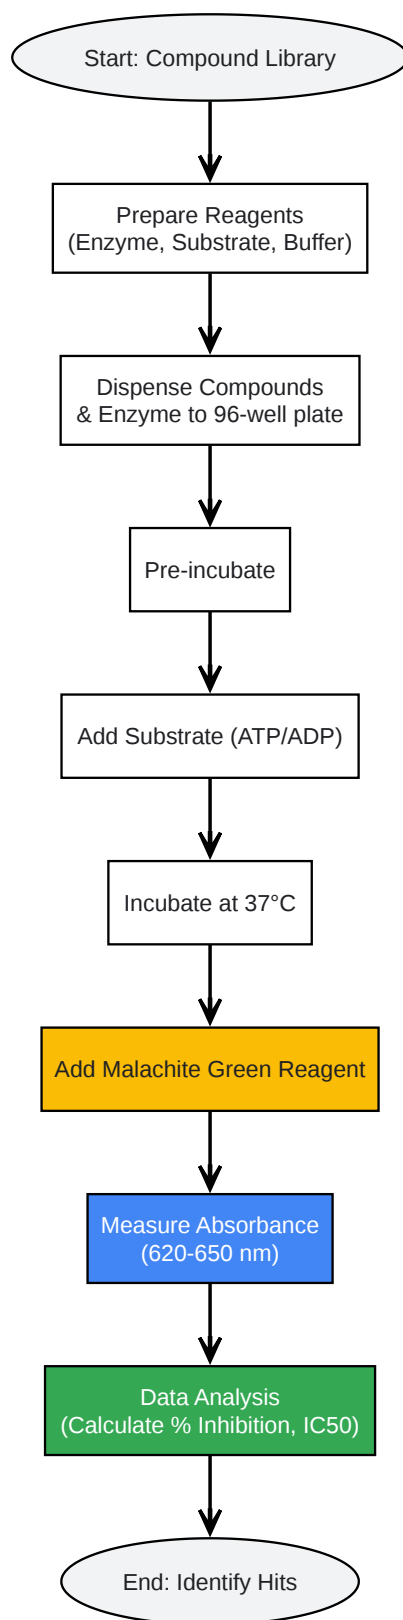 Start: Compound Library
Prepare Reagents
(Enzyme, Substrate, Buffer)
Dispense Compounds
& Enzyme to 96-well plate
Pre-incubate
Add Substrate (ATP/ADP)
Incubate at 37°C
Add Malachite Green Reagent
Measure Absorbance
(620-650 nm)
Data Analysis
(Calculate % Inhibition, IC50)
End: Identify Hits